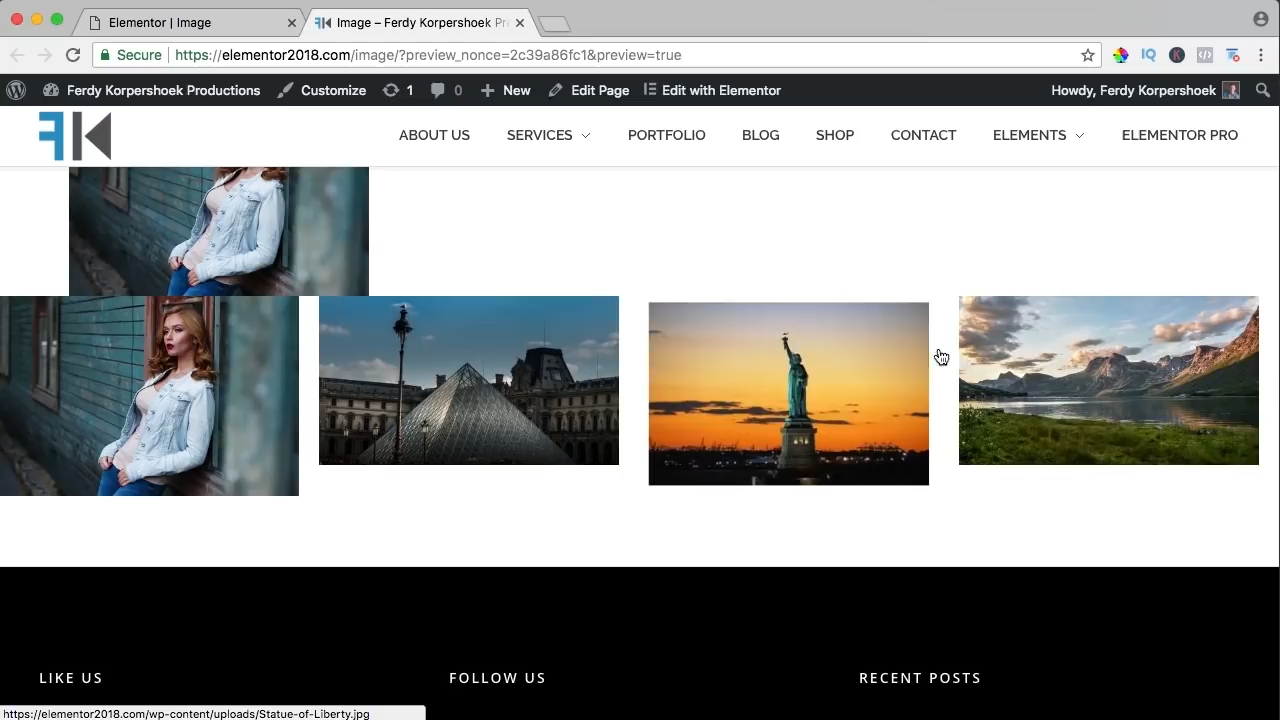 Elementor | Image
Image – Ferdy Korpershoek Pr
Secure https://elementor2018.com/image/?preview_nonce=2c39a86fc1&preview=true
Ferdy Korpershoek Productions Customize 1 0 New Edit Page Edit with Elementor Howdy, Ferdy Korpershoek
FK ABOUT US SERVICES PORTFOLIO BLOG SHOP CONTACT ELEMENTS ELEMENTOR PRO
LIKE US FOLLOW US RECENT POSTS
https://elementor2018.com/wp-content/uploads/Statue-of-Liberty.jpg